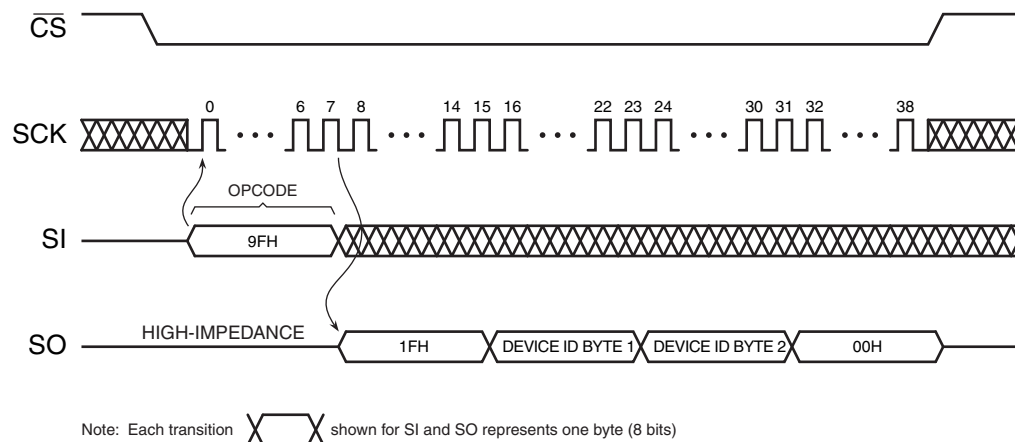 CS
0 6 7 8 14 15 16 22 23 24 30 31 32 38
SCK
OPCODE
SI 9FH
HIGH-IMPEDANCE
SO 1FH DEVICE ID BYTE 1 DEVICE ID BYTE 2 00H
Note: Each transition shown for SI and SO represents one byte (8 bits)